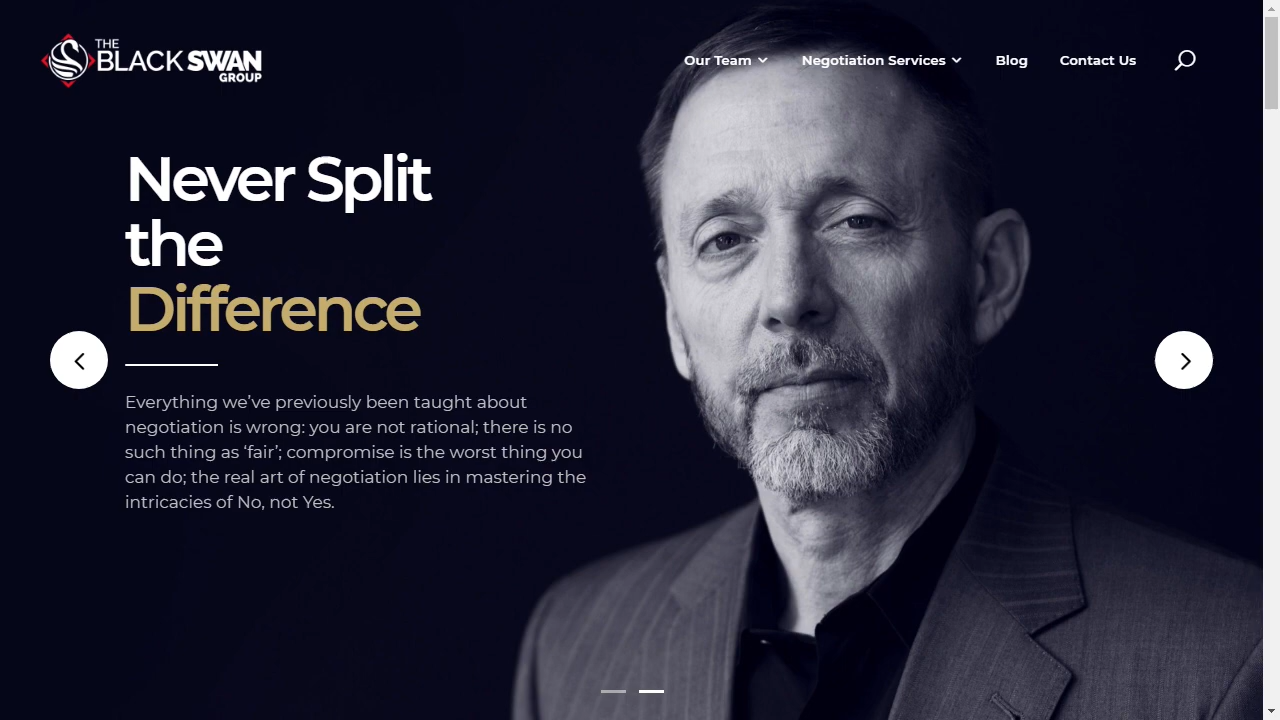 THE
BLACK SWAN
GROUP
Our Team
Negotiation Services
Blog
Contact Us
Never Split
the
Difference
Everything we’ve previously been taught about
negotiation is wrong: you are not rational; there is no
such thing as ‘fair’; compromise is the worst thing you
can do; the real art of negotiation lies in mastering the
intricacies of No, not Yes.